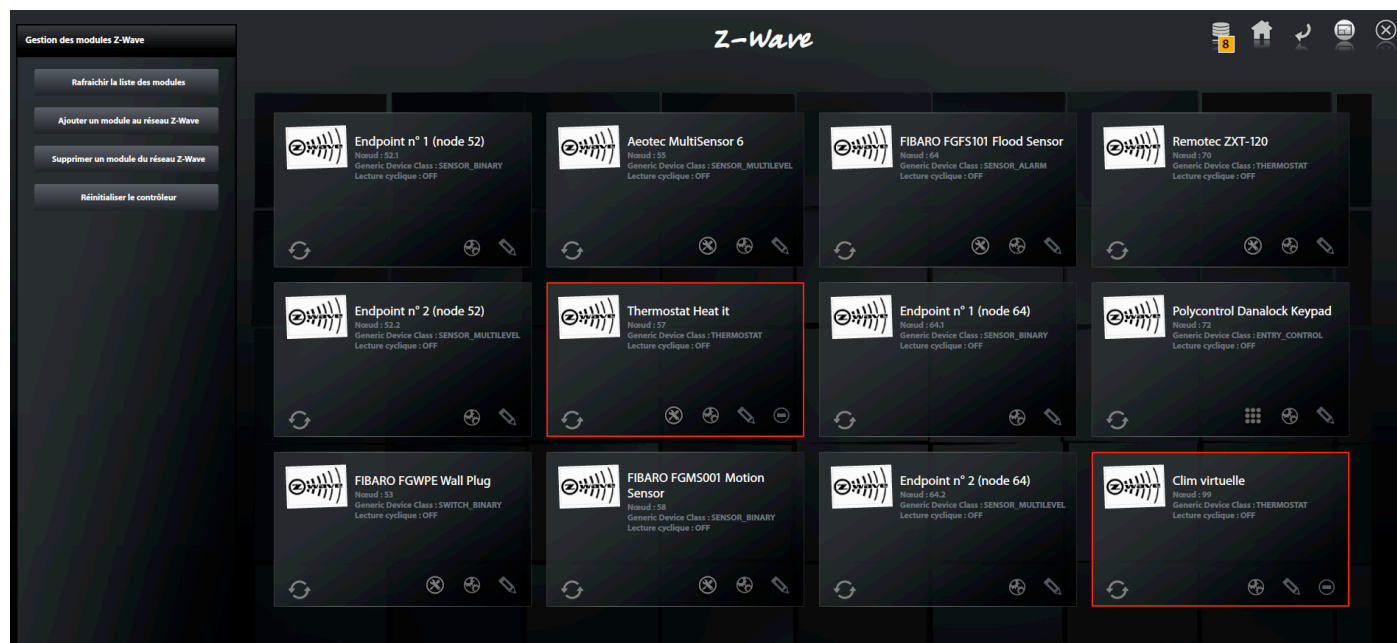 Z-Wave
8
Gestion des modules Z-Wave
Rafraichir la liste des modules
Ajouter un module au réseau Z-Wave
Supprimer un module du réseau Z-Wave
Réinitialiser le contrôleur
Endpoint n° 1 (node 52)
Nœud : 52.1
Generic Device Class : SENSOR_BINARY
Lecture cyclique : OFF
Aeotec MultiSensor 6
Nœud : 55
Generic Device Class : SENSOR_MULTILEVEL
Lecture cyclique : OFF
FIBARO FGFS101 Flood Sensor
Nœud : 64
Generic Device Class : SENSOR_ALARM
Lecture cyclique : OFF
Remotec ZXT-120
Nœud : 70
Generic Device Class : THERMOSTAT
Lecture cyclique : OFF
Endpoint n° 2 (node 52)
Nœud : 52.2
Generic Device Class : SENSOR_MULTILEVEL
Lecture cyclique : OFF
Thermostat Heat it
Nœud : 57
Generic Device Class : THERMOSTAT
Lecture cyclique : OFF
Endpoint n° 1 (node 64)
Nœud : 64.1
Generic Device Class : SENSOR_BINARY
Lecture cyclique : OFF
Polycontrol Danalock Keypad
Nœud : 72
Generic Device Class : ENTRY_CONTROL
Lecture cyclique : OFF
FIBARO FGWPE Wall Plug
Nœud : 53
Generic Device Class : SWITCH_BINARY
Lecture cyclique : OFF
FIBARO FGMS001 Motion
Sensor
Nœud : 58
Generic Device Class : SENSOR_BINARY
Lecture cyclique : OFF
Endpoint n° 2 (node 64)
Nœud : 64.2
Generic Device Class : SENSOR_MULTILEVEL
Lecture cyclique : OFF
Clim virtuelle
Nœud : 99
Generic Device Class : THERMOSTAT
Lecture cyclique : OFF